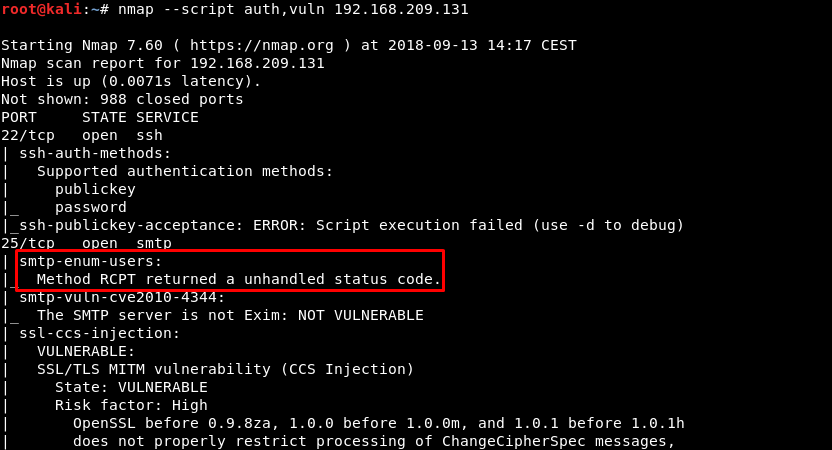 root@kali:~# nmap --script auth,vuln 192.168.209.131
Starting Nmap 7.60 ( https://nmap.org ) at 2018-09-13 14:17 CEST
Nmap scan report for 192.168.209.131
Host is up (0.0071s latency).
Not shown: 988 closed ports
PORT     STATE SERVICE
22/tcp   open  ssh
| ssh-auth-methods:
|   Supported authentication methods:
|     publickey
|_    password
|_ssh-publickey-acceptance: ERROR: Script execution failed (use -d to debug)
25/tcp   open  smtp
| smtp-enum-users:
|_  Method RCPT returned a unhandled status code.
| smtp-vuln-cve2010-4344:
|_  The SMTP server is not Exim: NOT VULNERABLE
| ssl-ccs-injection:
|   VULNERABLE:
|   SSL/TLS MITM vulnerability (CCS Injection)
|     State: VULNERABLE
|     Risk factor: High
|       OpenSSL before 0.9.8za, 1.0.0 before 1.0.0m, and 1.0.1 before 1.0.1h
|       does not properly restrict processing of ChangeCipherSpec messages,